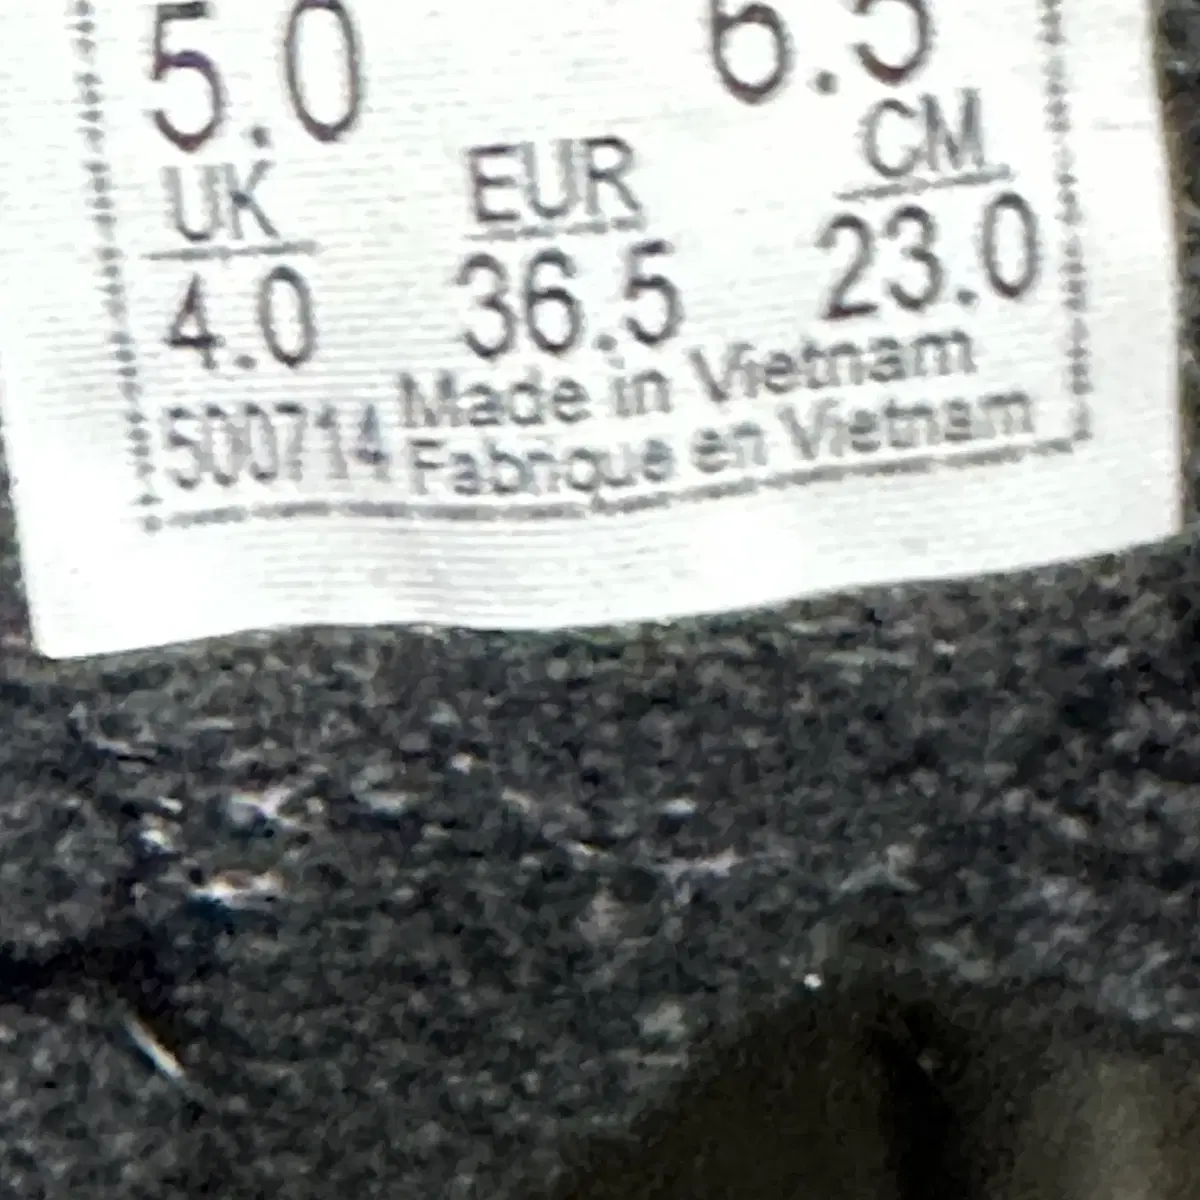 5.0 6.5
UK EUR CM
4.0 36.5 23.0
Made in Vietnam
500714 Fabrique en Vietnam